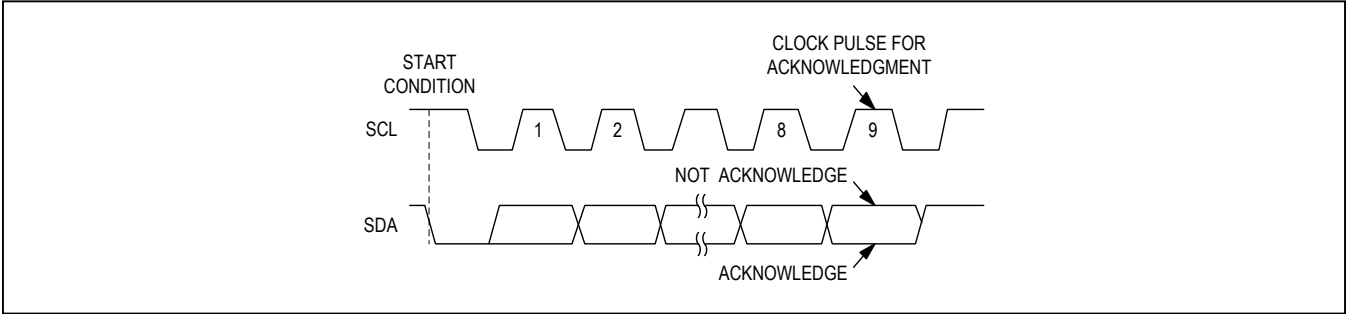 START
CONDITION
CLOCK PULSE FOR
ACKNOWLEDGMENT
SCL
1
2
8
9
NOT ACKNOWLEDGE
SDA
ACKNOWLEDGE